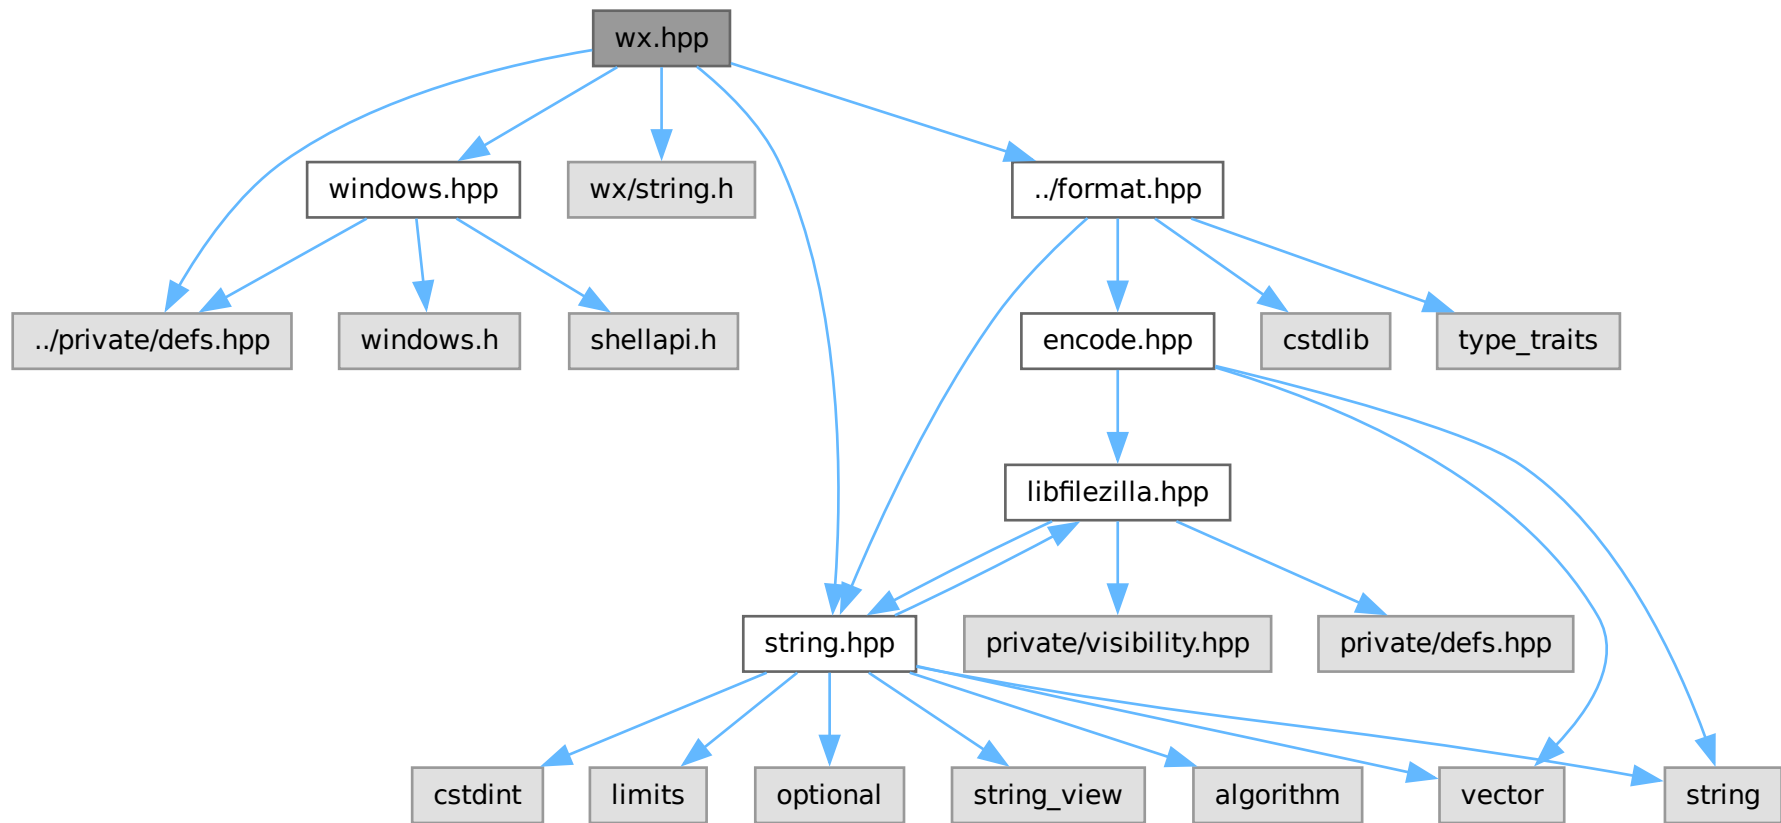 wx.hpp
windows.hpp
wx/string.h
../format.hpp
../private/defs.hpp
windows.h
shellapi.h
encode.hpp
cstdlib
type_traits
libfilezilla.hpp
string.hpp
private/visibility.hpp
private/defs.hpp
cstdint
limits
optional
string_view
algorithm
vector
string